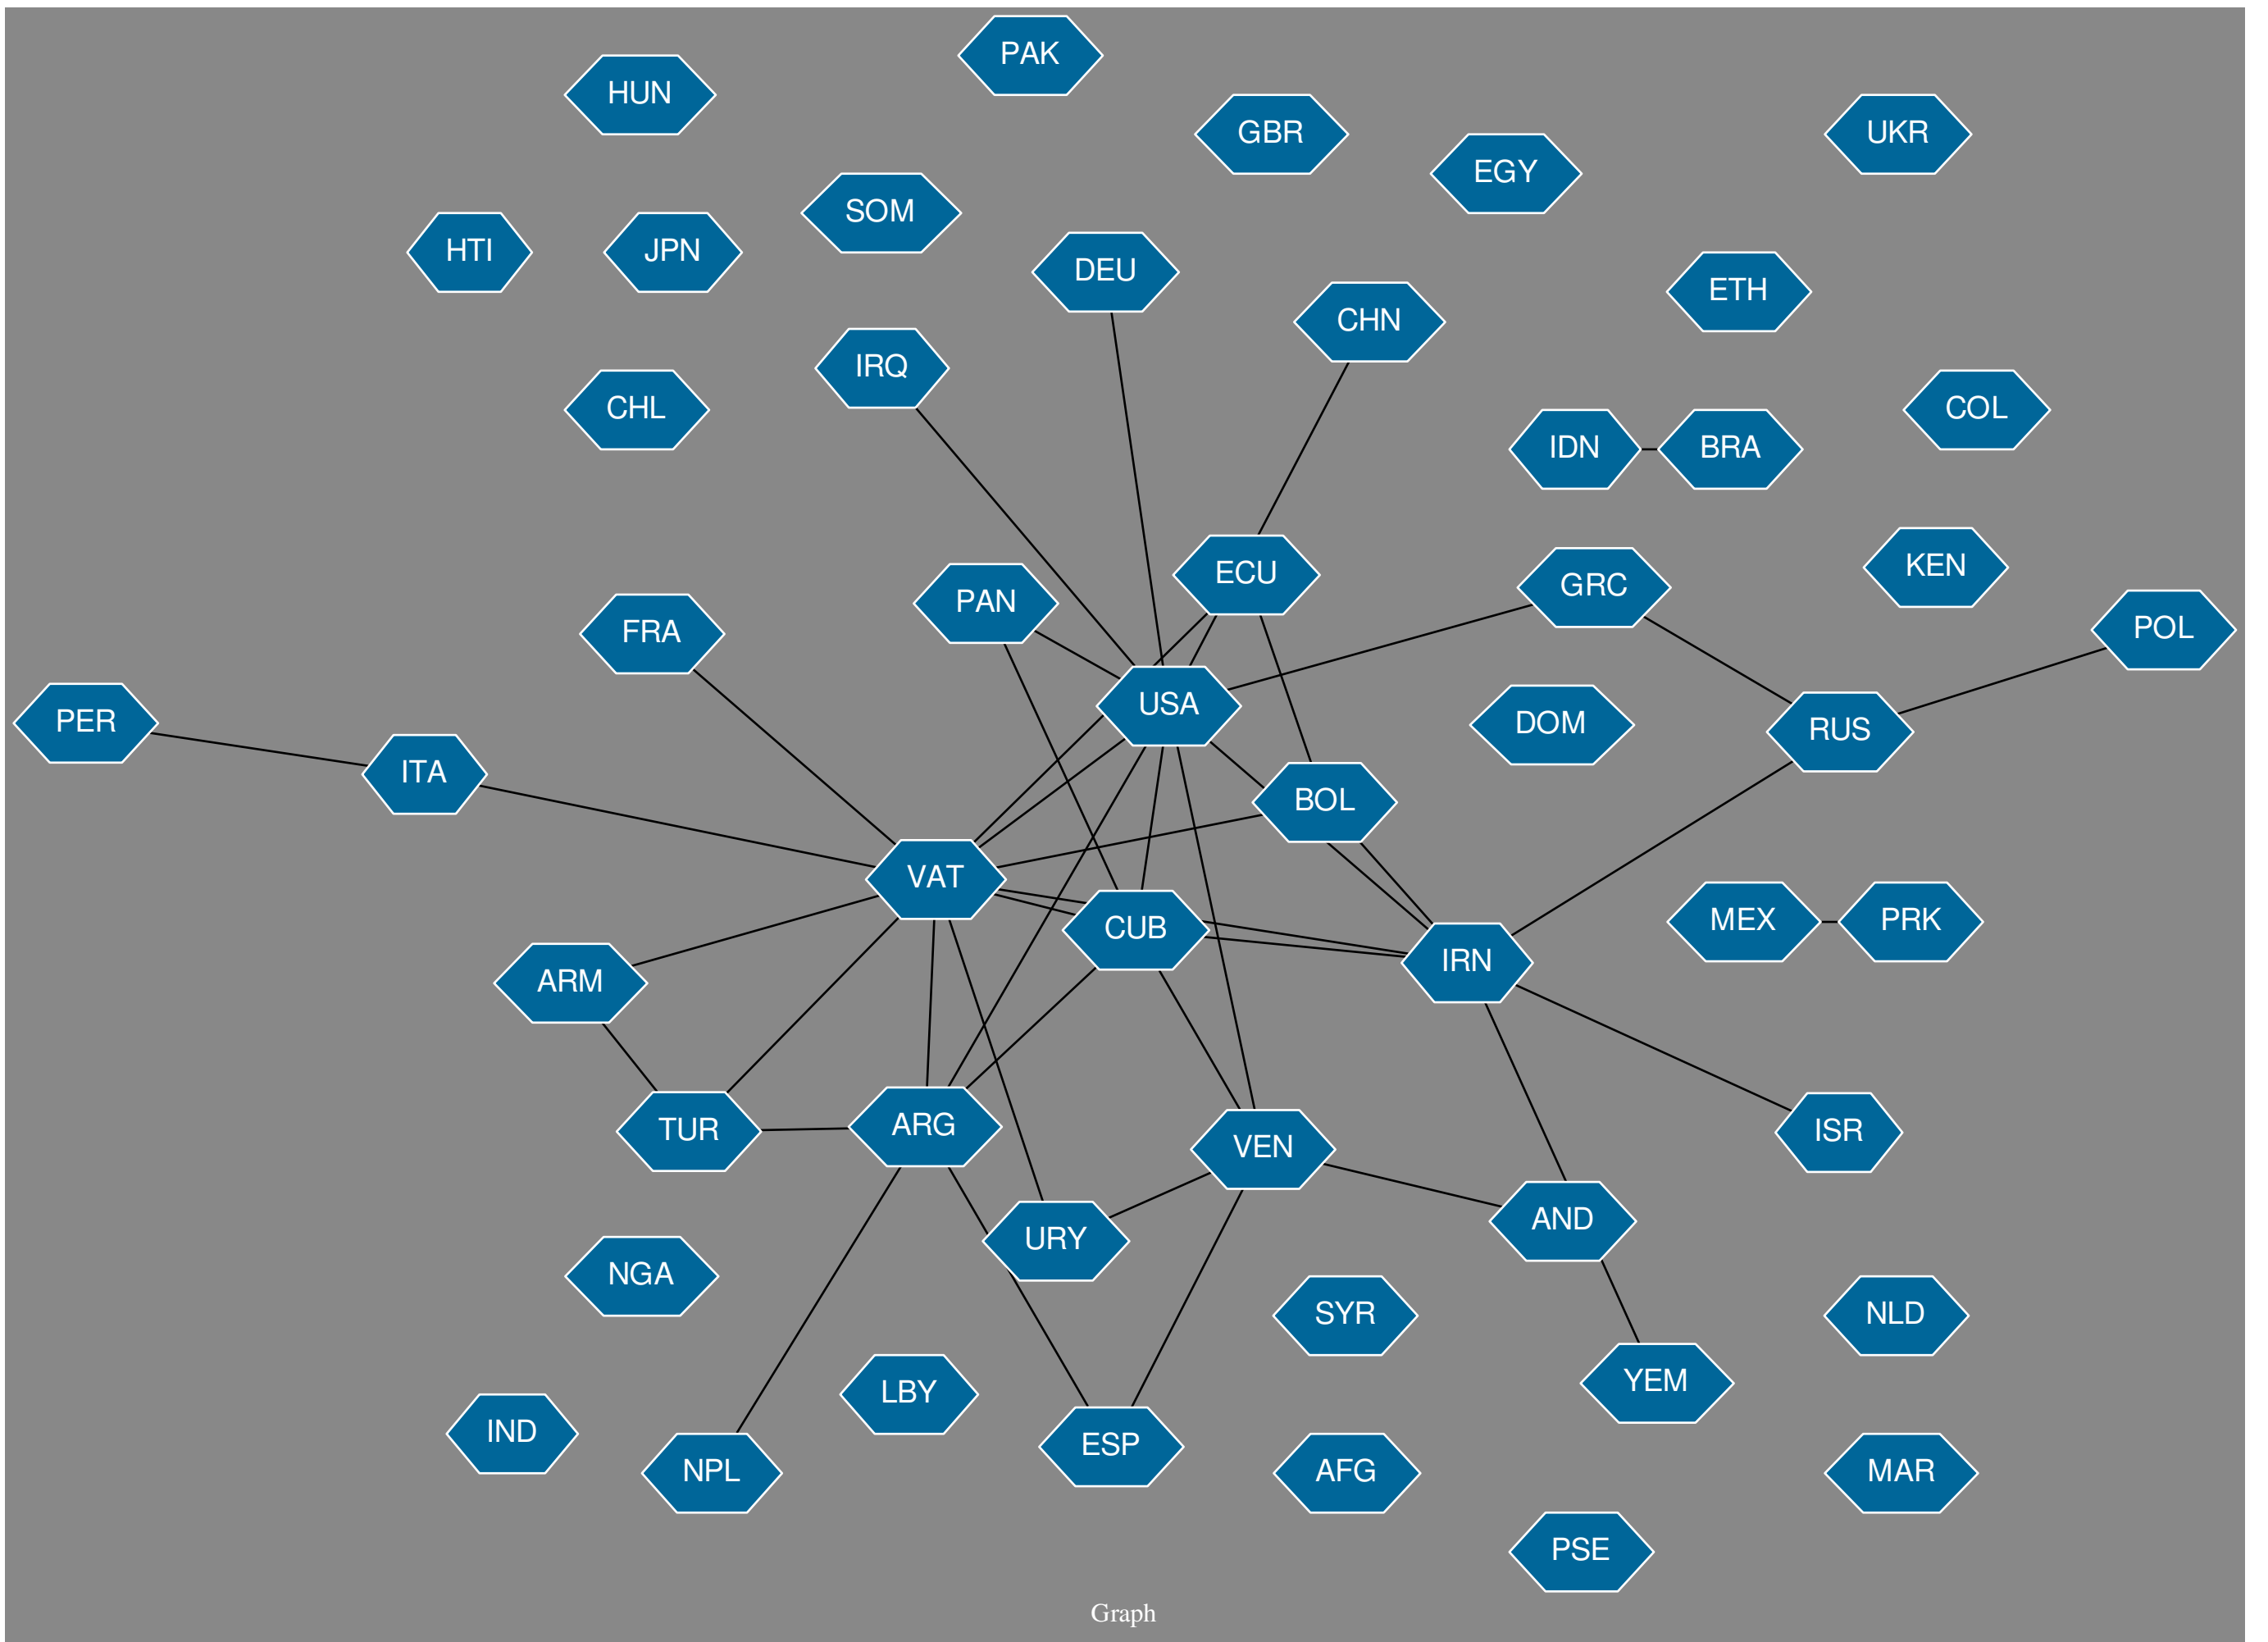 PAK
HUN
GBR
UKR
EGY
SOM
HTI
JPN
DEU
ETH
CHN
IRQ
CHL
COL
IDN
BRA
ECU
KEN
GRC
PAN
FRA
POL
USA
PER
DOM
RUS
ITA
BOL
VAT
CUB
MEX
PRK
IRN
ARM
ARG
TUR
ISR
VEN
AND
URY
NGA
SYR
NLD
YEM
LBY
IND
ESP
NPL
AFG
MAR
PSE
Graph